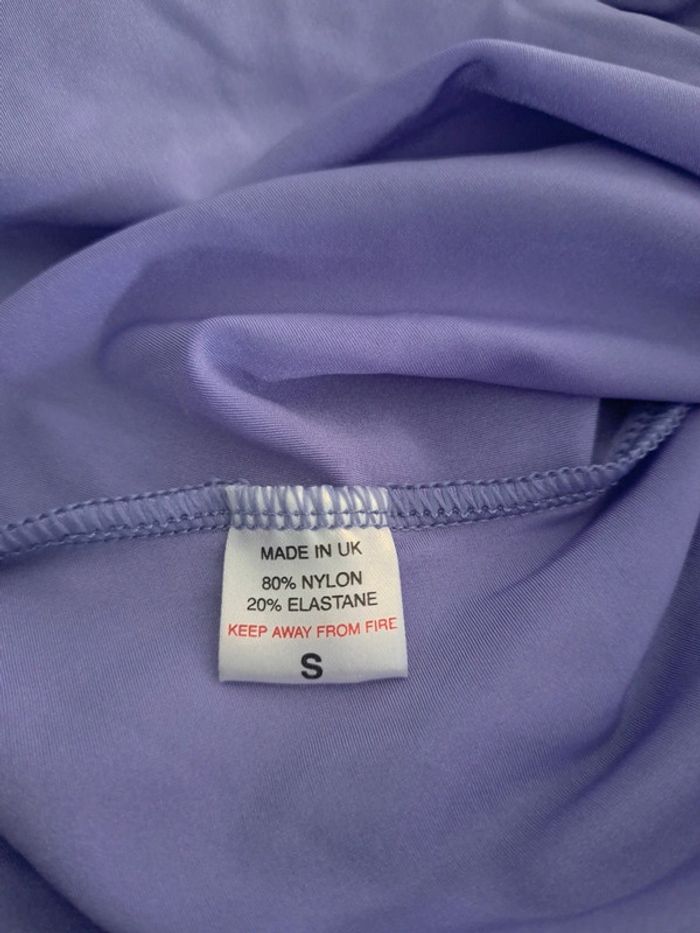 MADE IN UK
80% NYLON
20% ELASTANE
KEEP AWAY FROM FIRE
S